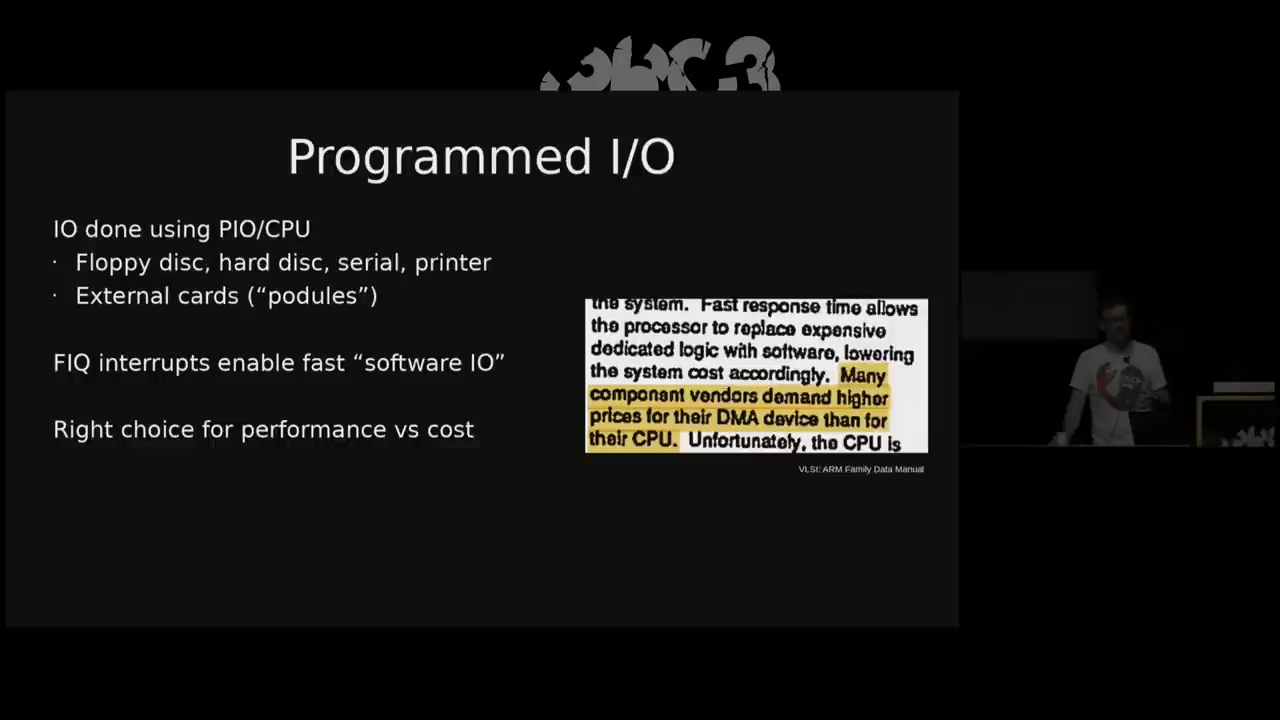 Programmed I/O
IO done using PIO/CPU
· Floppy disc, hard disc, serial, printer
· External cards (“podules”)
FIQ interrupts enable fast “software IO”
Right choice for performance vs cost
the system. Fast response time allows
the processor to replace expensive
dedicated logic with software, lowering
the system cost accordingly. Many
component vendors demand higher
prices for their DMA device than for
their CPU. Unfortunately, the CPU is
VLSI: ARM Family Data Manual